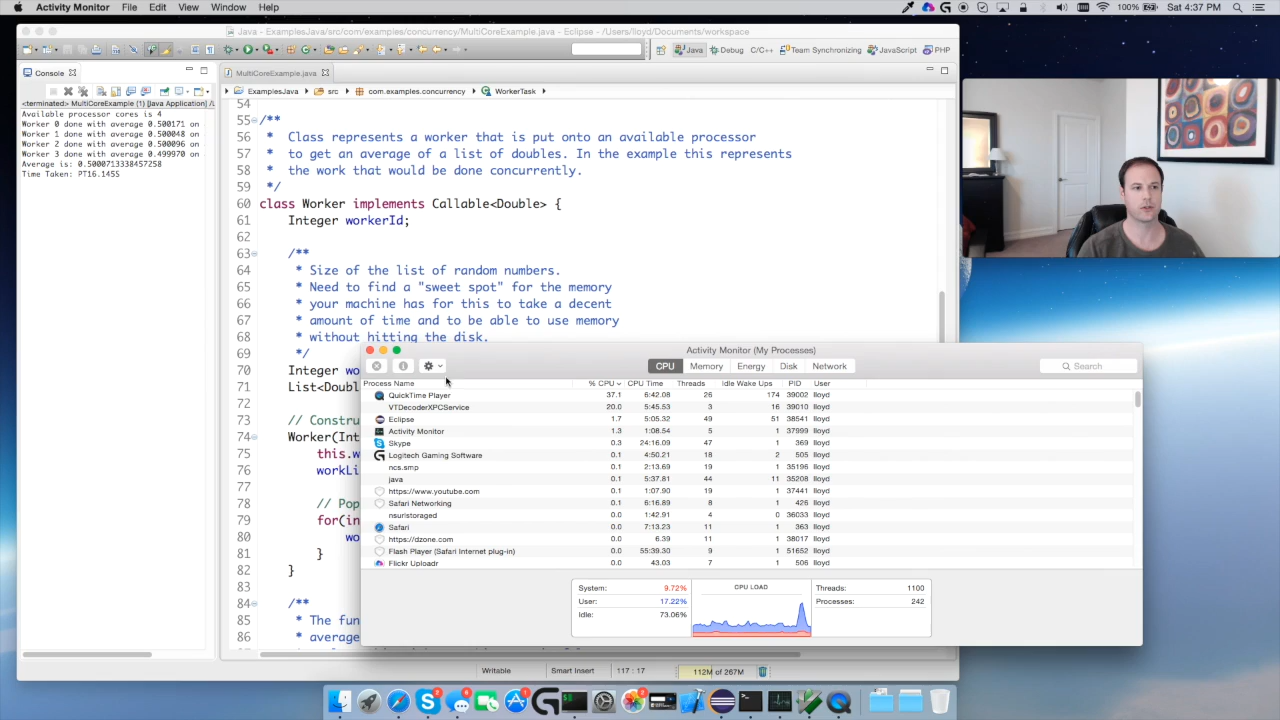 Activity Monitor File Edit View Window Help
100% Sat 4:37 PM
Java - ExamplesJava/src/com/examples/concurrency/MultiCoreExample.java - Eclipse - /Users/lloyd/Documents/workspace
Java Debug C/C++ Team Synchronizing JavaScript PHP
Console
MultiCoreExample.java
ExamplesJava src com.examples.concurrency WorkerTask
<terminated> MultiCoreExample (1) [Java Application] /L
Available processor cores is 4
Worker 0 done with average 0.500171 on
Worker 1 done with average 0.500048 on
Worker 2 done with average 0.500096 on
Worker 3 done with average 0.499970 on
Average is: 0.5000713338457258
Time Taken: PT16.145S
54
55 /**
56 * Class represents a worker that is put onto an available processor
57 * to get an average of a list of doubles. In the example this represents
58 * the work that would be done concurrently.
59 */
60 class Worker implements Callable<Double> {
61 Integer workerId;
62
63 /**
64 * Size of the list of random numbers.
65 * Need to find a "sweet spot" for the memory
66 * your machine has for this to take a decent
67 * amount of time and to be able to use memory
68 * without hitting the disk.
69 */
70 Integer wo
71 List<Doubl
72
73 // Constru
74 Worker(Int
75 this.w
76 workLi
77
78 // Pop
79 for(in
80 wo
81 }
82 }
83
84 /**
85 * The fun
86 * average
Activity Monitor (My Processes)
CPU Memory Energy Disk Network
Search
Process Name % CPU CPU Time Threads Idle Wake Ups PID User
QuickTime Player 37.1 6:42.08 26 174 39002 lloyd
VTDecoderXPCService 20.0 5:45.53 3 16 39010 lloyd
Eclipse 1.7 5:05.32 49 51 38541 lloyd
Activity Monitor 1.3 1:08.54 5 1 37999 lloyd
Skype 0.3 24:16.09 47 1 369 lloyd
Logitech Gaming Software 0.1 4:50.21 18 2 505 lloyd
ncs.smp 0.1 2:13.69 19 1 35196 lloyd
java 0.1 5:37.81 44 11 35208 lloyd
https://www.youtube.com 0.1 1:07.90 19 1 37441 lloyd
Safari Networking 0.1 6:16.89 8 1 426 lloyd
nsurlstoraged 0.1 1:42.91 4 0 36033 lloyd
Safari 0.0 7:13.23 11 1 363 lloyd
https://dzone.com 0.0 6.39 11 1 38017 lloyd
Flash Player (Safari Internet plug-in) 0.0 55:39.30 9 1 51652 lloyd
Flickr Uploadr 0.0 43.03 7 1 506 lloyd
System: 9.72% CPU LOAD Threads: 1100
User: 17.22% Processes: 242
Idle: 73.06%
Writable Smart Insert 117 : 17 112M of 267M